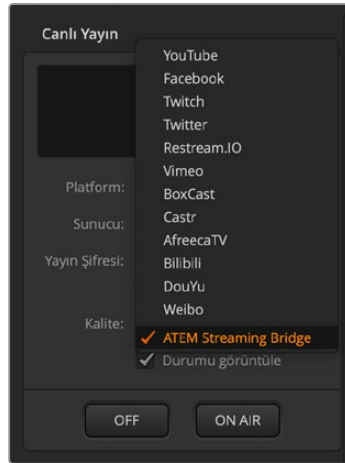 Canlı Yayın
YouTube
Facebook
Twitch
Twitter
Restream.IO
Vimeo
BoxCast
Castr
AfreecaTV
Bilibili
DouYu
Weibo
ATEM Streaming Bridge
Platform:
Sunucu:
Yayın Şifresi:
Kalite:
Durumu görüntüle
OFF
ON AIR